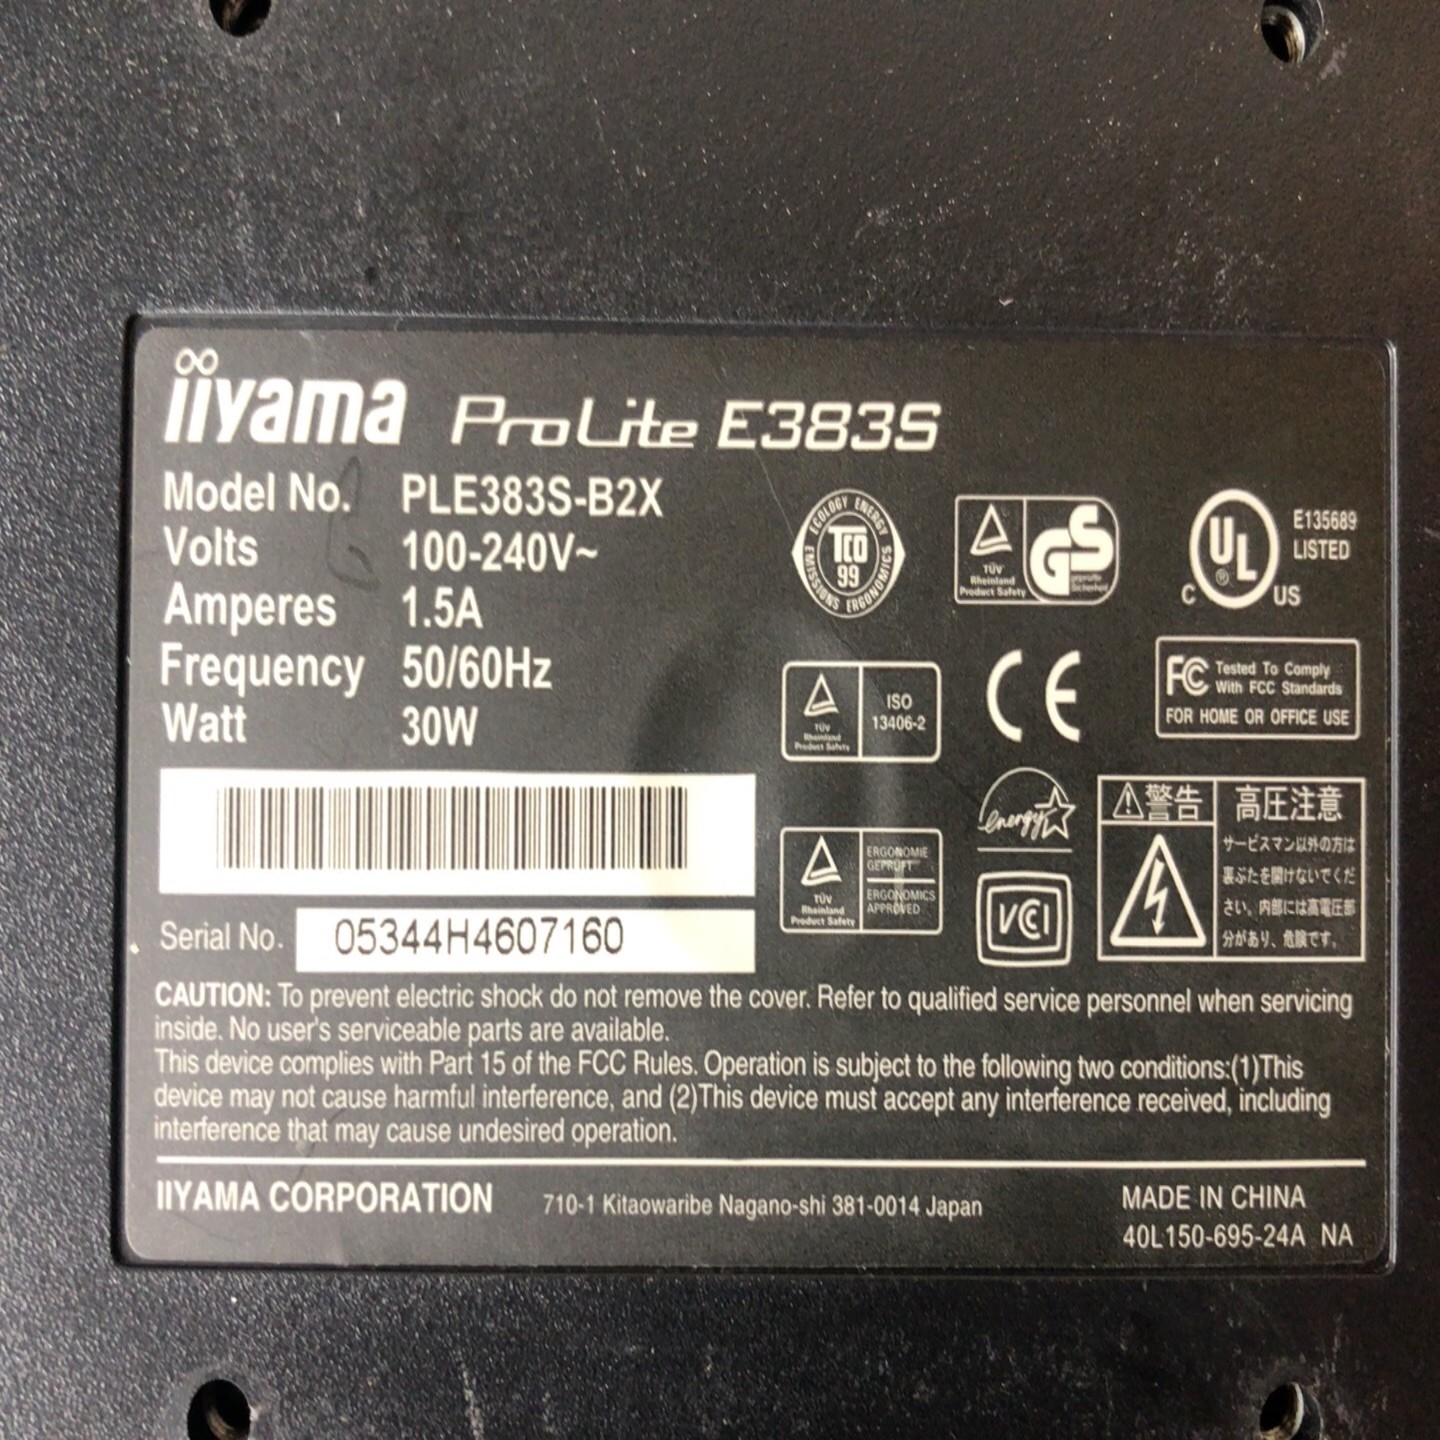 iiyama ProLite E383S
Model No. PLE383S-B2X
Volts 100-240V~
Amperes 1.5A
Frequency 50/60Hz
Watt 30W
ECOLOGY ENERGY
EMISSIONS ERGONOMICS
TCO
99
TÜV
Rheinland
Product Safety
GS
geprüfte
Sicherheit
C UL US
®
E135689
LISTED
TÜV
Rheinland
Product Safety
ISO
13406-2
CE
FC Tested To Comply
With FCC Standards
FOR HOME OR OFFICE USE
energy
TÜV
Rheinland
Product Safety
ERGONOMIE
GEPRÜFT
ERGONOMICS
APPROVED
VCCI
警告
高圧注意
サービスマン以外の方は
裏ぶたを開けないでくだ
さい。内部には高電圧部
分があり、危険です。
Serial No. 05344H4607160
CAUTION: To prevent electric shock do not remove the cover. Refer to qualified service personnel when servicing
inside. No user's serviceable parts are available.
This device complies with Part 15 of the FCC Rules. Operation is subject to the following two conditions:(1)This
device may not cause harmful interference, and (2)This device must accept any interference received, including
interference that may cause undesired operation.
IIYAMA CORPORATION 710-1 Kitaowaribe Nagano-shi 381-0014 Japan
MADE IN CHINA
40L150-695-24A NA